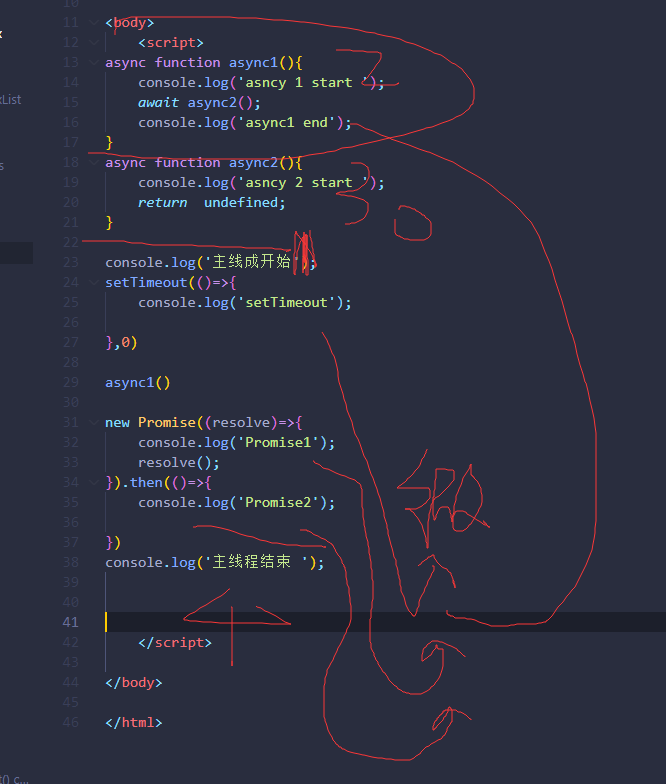 10
11 <body>
12 <script>
13 async function async1(){
14 console.log('asncy 1 start ');
15 await async2();
16 console.log('async1 end');
17 }
18 async function async2(){
19 console.log('asncy 2 start ');
20 return  undefined;
21 }
22
23 console.log('主线成开始 ');
24 setTimeout(()=>{
25 console.log('setTimeout');
26
27 },0)
28
29 async1()
30
31 new Promise((resolve)=>{
32 console.log('Promise1');
33 resolve();
34 }).then(()=>{
35 console.log('Promise2');
36
37 })
38 console.log('主线程结束 ');
39
40
41
42 </script>
43
44 </body>
45
46 </html>
x
kList
s
t() c...